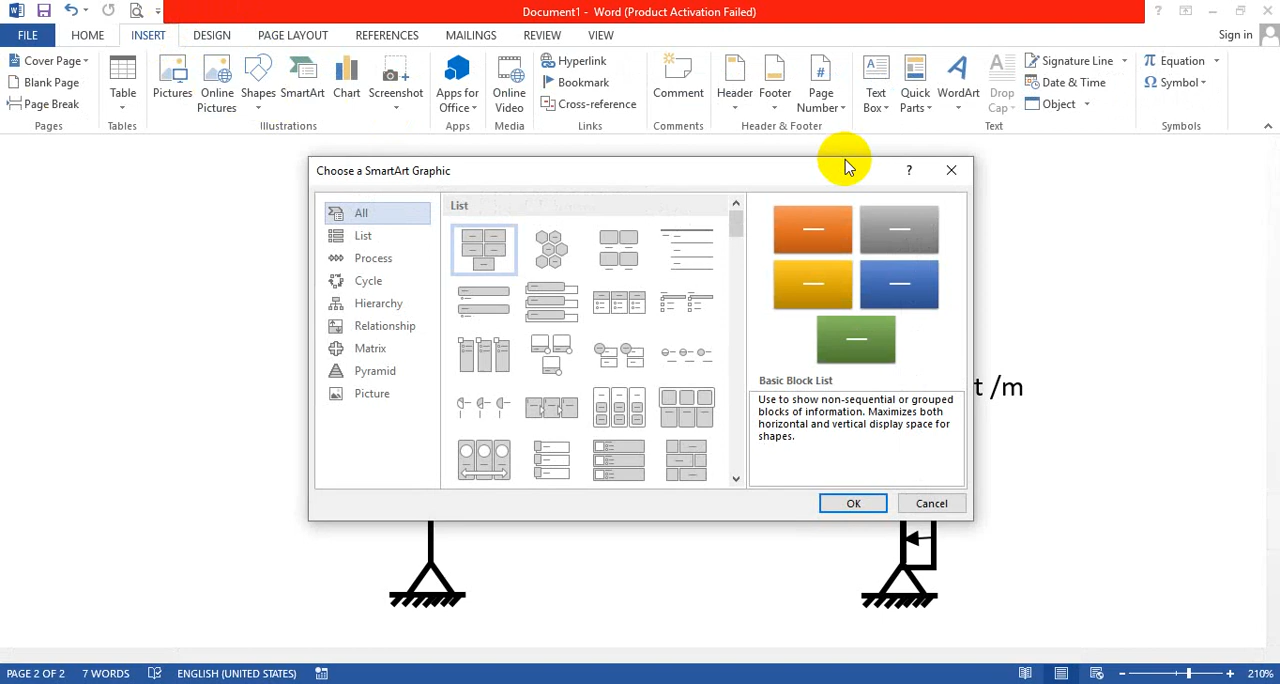 Document1 - Word (Product Activation Failed)
FILE HOME INSERT DESIGN PAGE LAYOUT REFERENCES MAILINGS REVIEW VIEW Sign in
Cover Page
Blank Page
Page Break
Pages
Table
Tables
Pictures
Online Pictures
Shapes
SmartArt
Chart
Screenshot
Illustrations
Apps for Office
Apps
Online Video
Media
Hyperlink
Bookmark
Cross-reference
Links
Comment
Comments
Header
Footer
Page Number
Header & Footer
Text Box
Quick Parts
WordArt
Drop Cap
Signature Line
Date & Time
Object
Text
Equation
Symbol
Symbols
Choose a SmartArt Graphic
All
List
Process
Cycle
Hierarchy
Relationship
Matrix
Pyramid
Picture
List
Basic Block List
Use to show non-sequential or grouped
blocks of information. Maximizes both
horizontal and vertical display space for
shapes.
OK Cancel
t /m
PAGE 2 OF 2 7 WORDS ENGLISH (UNITED STATES) 210%